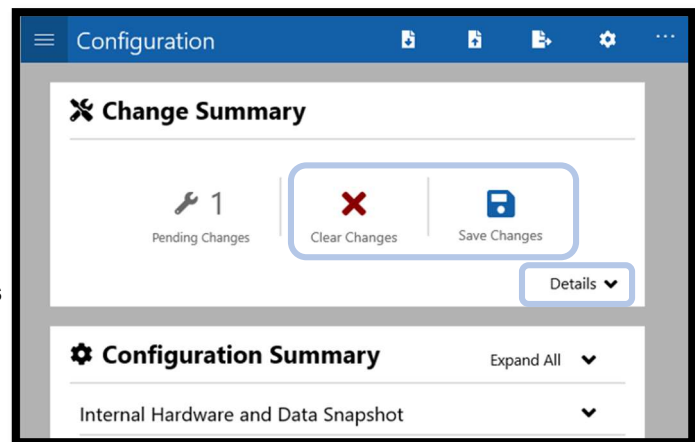 Configuration
Change Summary
1
Pending Changes
Clear Changes
Save Changes
Details
Configuration Summary
Expand All
Internal Hardware and Data Snapshot